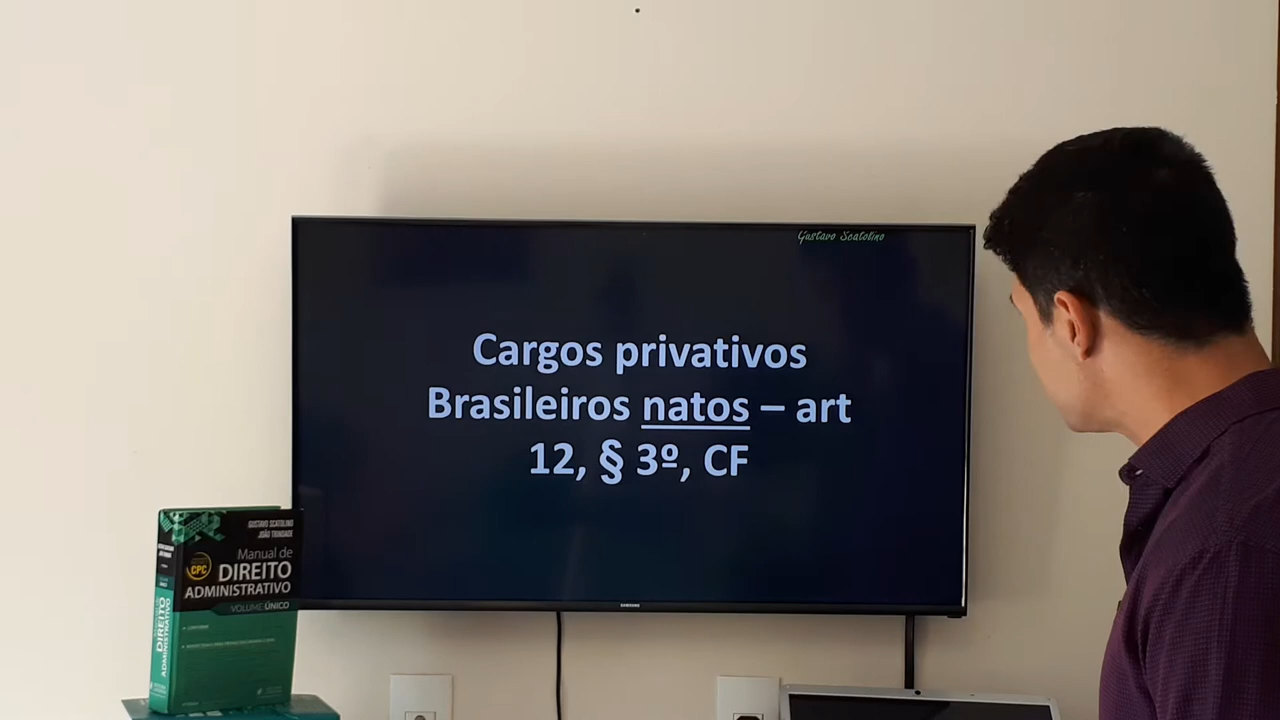 Gustavo Scatolino
Cargos privativos
Brasileiros natos – art
12, § 3º, CF
SAMSUNG
GUSTAVO SCATOLINO
JOÃO TRINDADE
Manual de
DIREITO
ADMINISTRATIVO
CPC
VOLUME ÚNICO
DIREITO
ADMINISTRATIVO